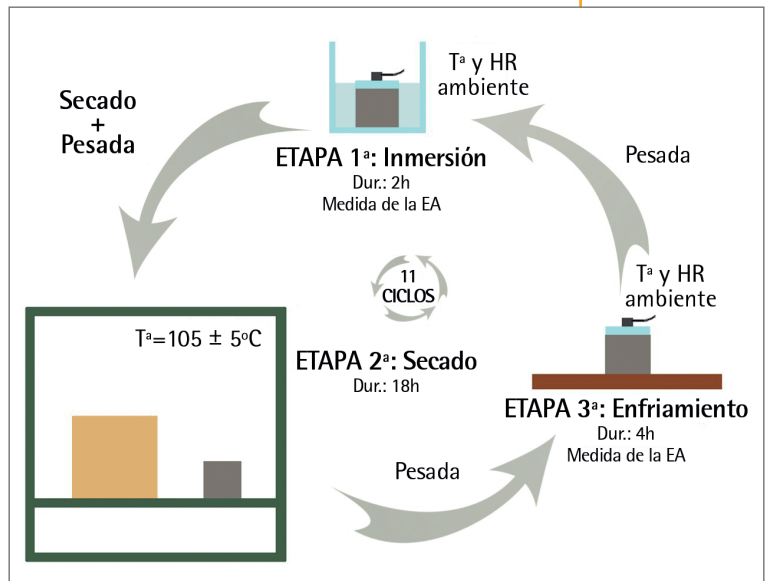 Tª y HR
ambiente
Secado
+
Pesada
ETAPA 1ª: Inmersión
Dur.: 2h
Medida de la EA
Pesada
Tª y HR
ambiente
11
CICLOS
Tª=105 ± 5ºC
ETAPA 2ª: Secado
Dur.: 18h
ETAPA 3ª: Enfriamiento
Dur.: 4h
Medida de la EA
Pesada